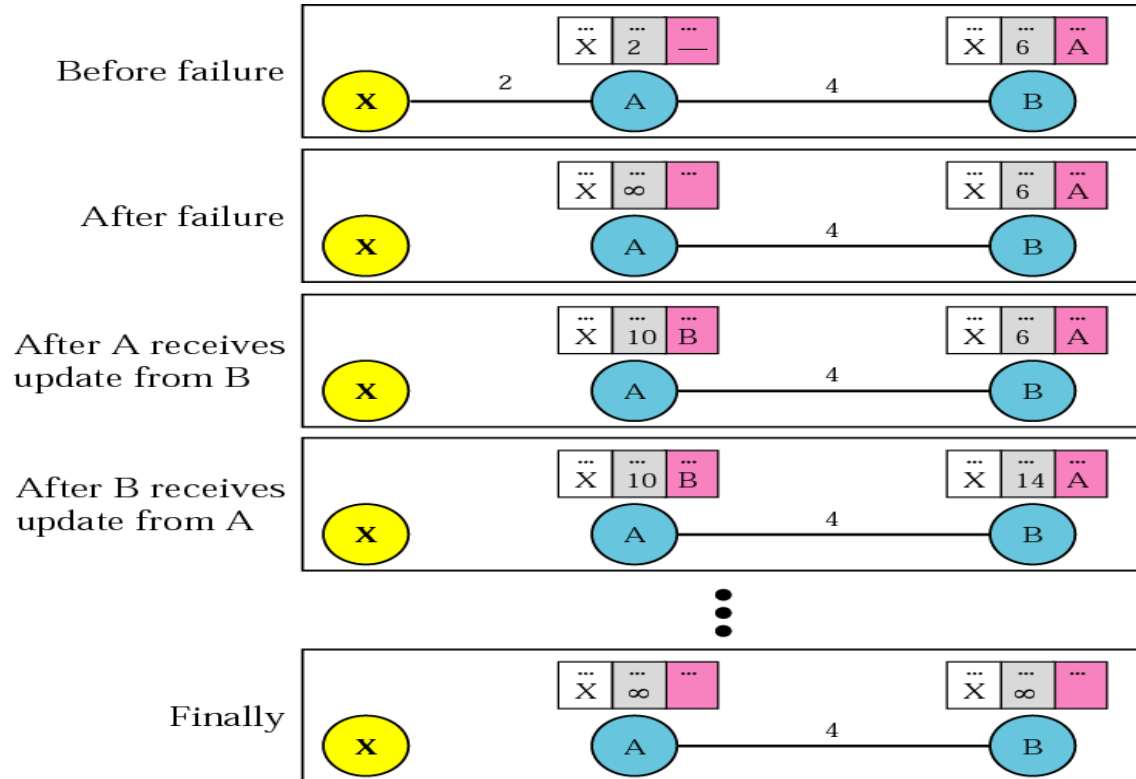 ... ... ... ... ... ...
X 2 — X 6 A
Before failure
X 2 A 4 B
... ... ... ... ... ...
X ∞ X 6 A
After failure
X A 4 B
... ... ... ... ... ...
X 10 B X 6 A
After A receives
update from B
X A 4 B
... ... ... ... ... ...
X 10 B X 14 A
After B receives
update from A
X A 4 B
... ... ... ... ... ...
X ∞ X ∞
Finally
X A 4 B